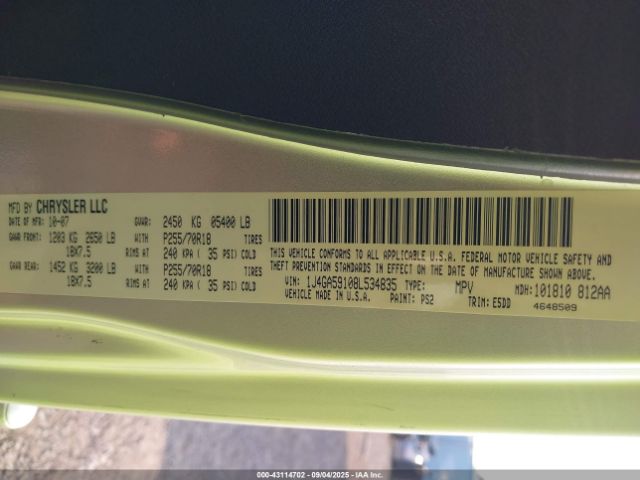 MFD BY CHRYSLER LLC
DATE OF MFR: 10-07 GVWR: 2450 KG 05400 LB
GAWR FRONT: 1293 KG 2850 LB WITH P255/70R18 TIRES
18X7.5 RIMS AT 240 KPA ( 35 PSI) COLD
GAWR REAR: 1452 KG 3200 LB WITH P255/70R18 TIRES
18X7.5 RIMS AT 240 KPA ( 35 PSI) COLD
THIS VEHICLE CONFORMS TO ALL APPLICABLE U.S.A. FEDERAL MOTOR VEHICLE SAFETY AND
THEFT PREVENTION STANDARDS IN EFFECT ON THE DATE OF MANUFACTURE SHOWN ABOVE.
VIN: 1J4GA59108L534835 TYPE: MPV MDH: 101810 812AA
VEHICLE MADE IN U.S.A. PAINT: PS2 TRIM: E5DD 4648509
000-43114702 - 09/04/2025 - IAA Inc.